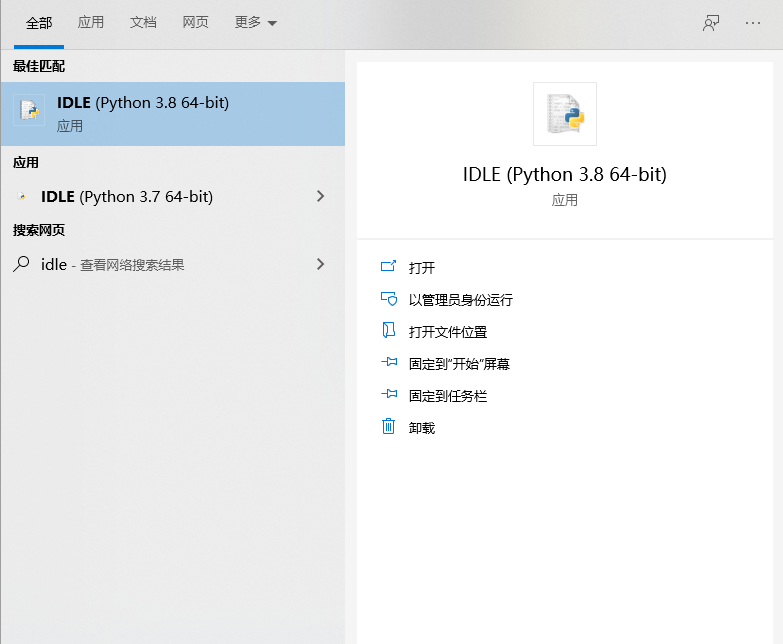 全部 应用 文档 网页 更多
最佳匹配
IDLE (Python 3.8 64-bit)
应用
应用
IDLE (Python 3.7 64-bit)
搜索网页
idle - 查看网络搜索结果
IDLE (Python 3.8 64-bit)
应用
打开
以管理员身份运行
打开文件位置
固定到"开始"屏幕
固定到任务栏
卸载